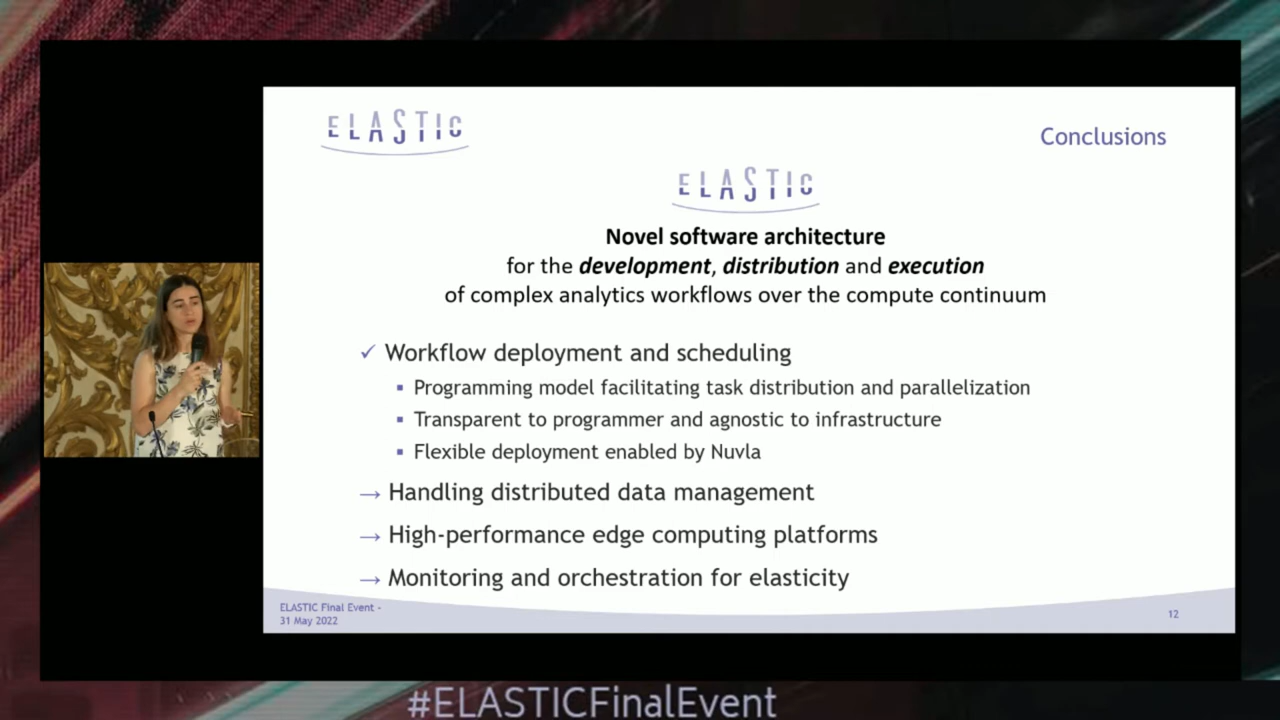 ELASTIC
Conclusions
ELASTIC
Novel software architecture
for the development, distribution and execution
of complex analytics workflows over the compute continuum
✓ Workflow deployment and scheduling
▪ Programming model facilitating task distribution and parallelization
▪ Transparent to programmer and agnostic to infrastructure
▪ Flexible deployment enabled by Nuvla
→ Handling distributed data management
→ High-performance edge computing platforms
→ Monitoring and orchestration for elasticity
ELASTIC Final Event -
31 May 2022
12
#ELASTICFinalEvent